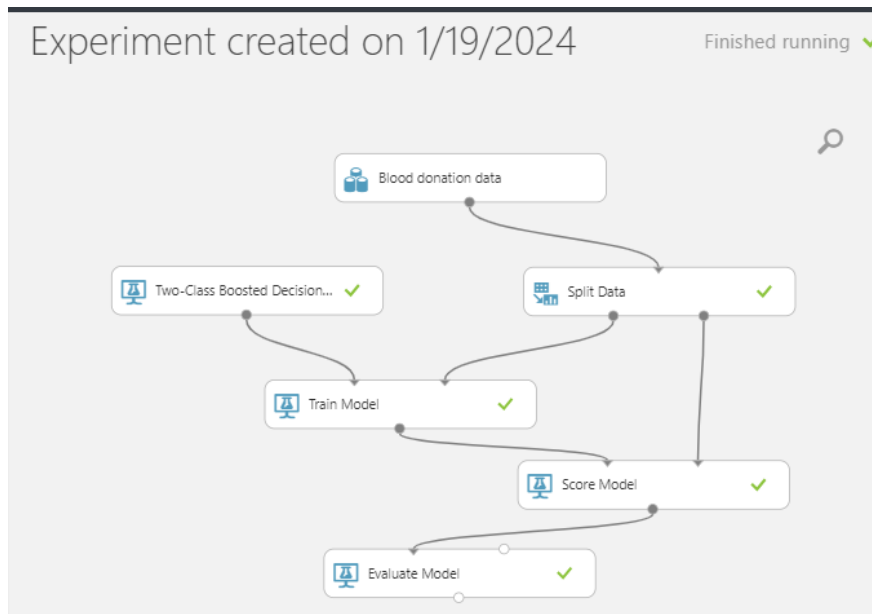 Experiment created on 1/19/2024
Finished running
Blood donation data
Two-Class Boosted Decision...
Split Data
Train Model
Score Model
Evaluate Model